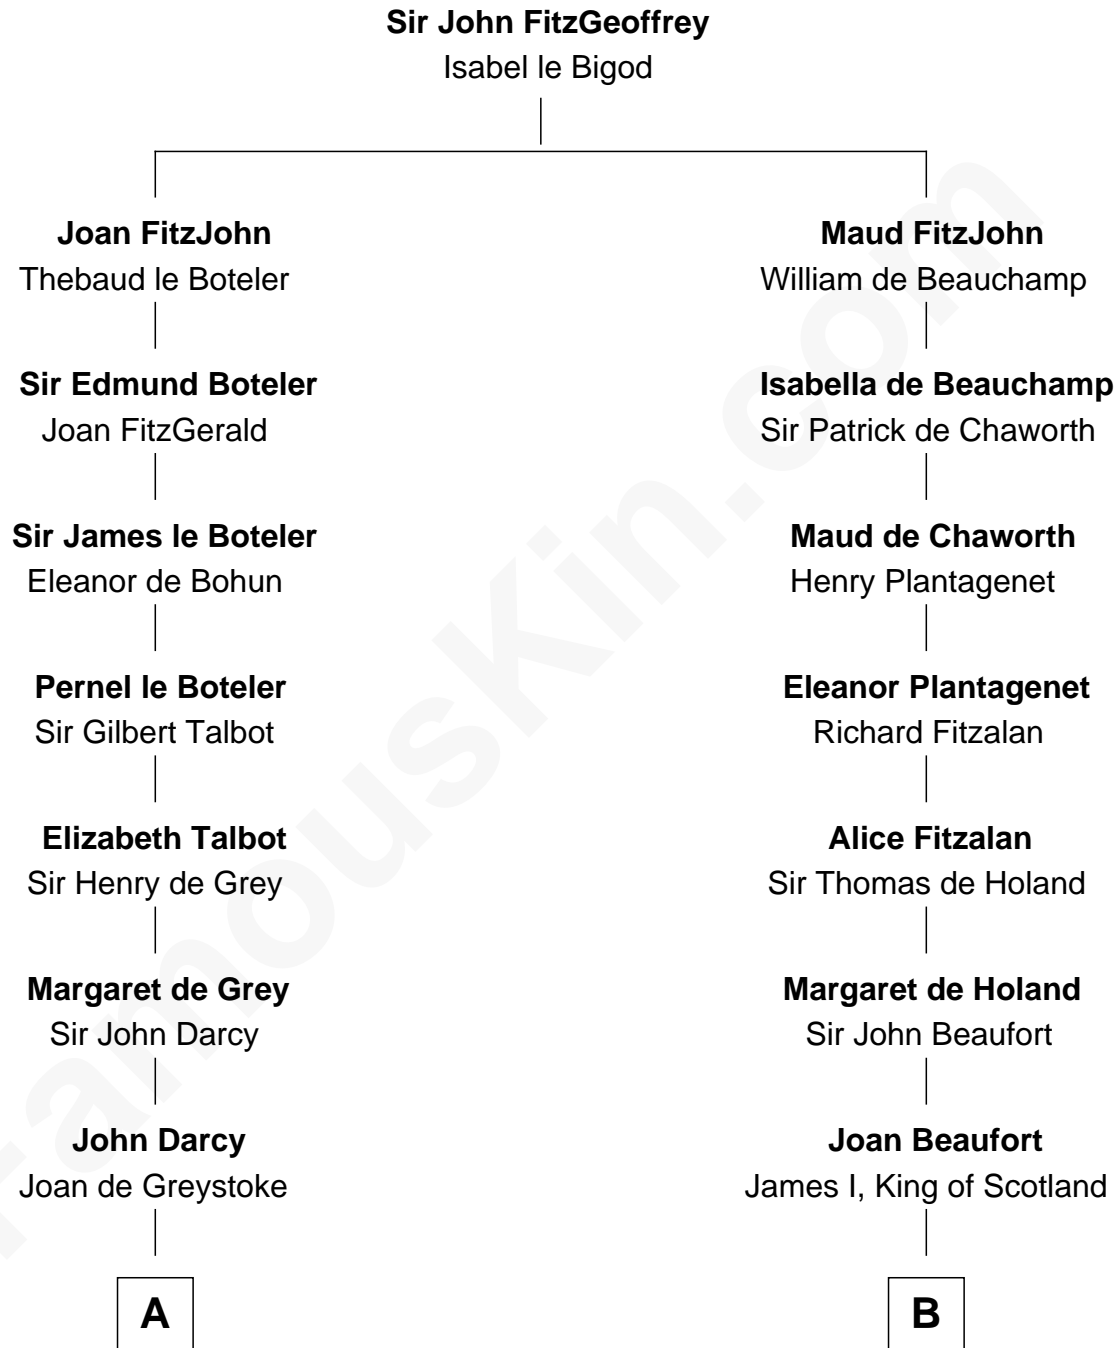 Sir John FitzGeoffrey
Isabel le Bigod
Joan FitzJohn
Thebaud le Boteler
Maud FitzJohn
William de Beauchamp
Sir Edmund Boteler
Joan FitzGerald
Isabella de Beauchamp
Sir Patrick de Chaworth
Sir James le Boteler
Eleanor de Bohun
Maud de Chaworth
Henry Plantagenet
Pernel le Boteler
Sir Gilbert Talbot
Eleanor Plantagenet
Richard Fitzalan
Elizabeth Talbot
Sir Henry de Grey
Alice Fitzalan
Sir Thomas de Holand
Margaret de Grey
Sir John Darcy
Margaret de Holand
Sir John Beaufort
John Darcy
Joan de Greystoke
Joan Beaufort
James I, King of Scotland
A
B
FamousKin.com